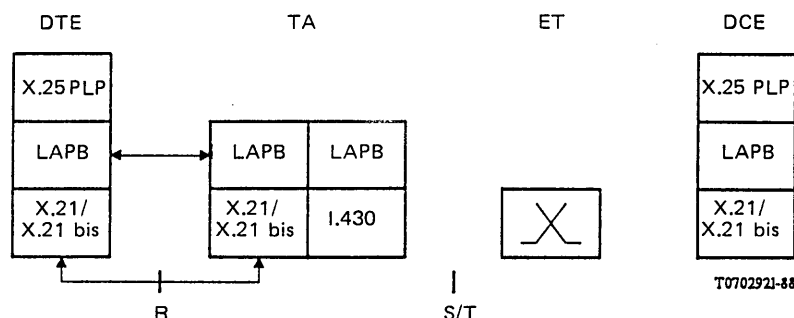 DTE TA ET DCE
X.25 PLP X.25 PLP
LAPB LAPB LAPB LAPB
X.21/ X.21/ I.430 X.21/
X.21 bis X.21 bis X.21 bis
T0702921-88
R S/T